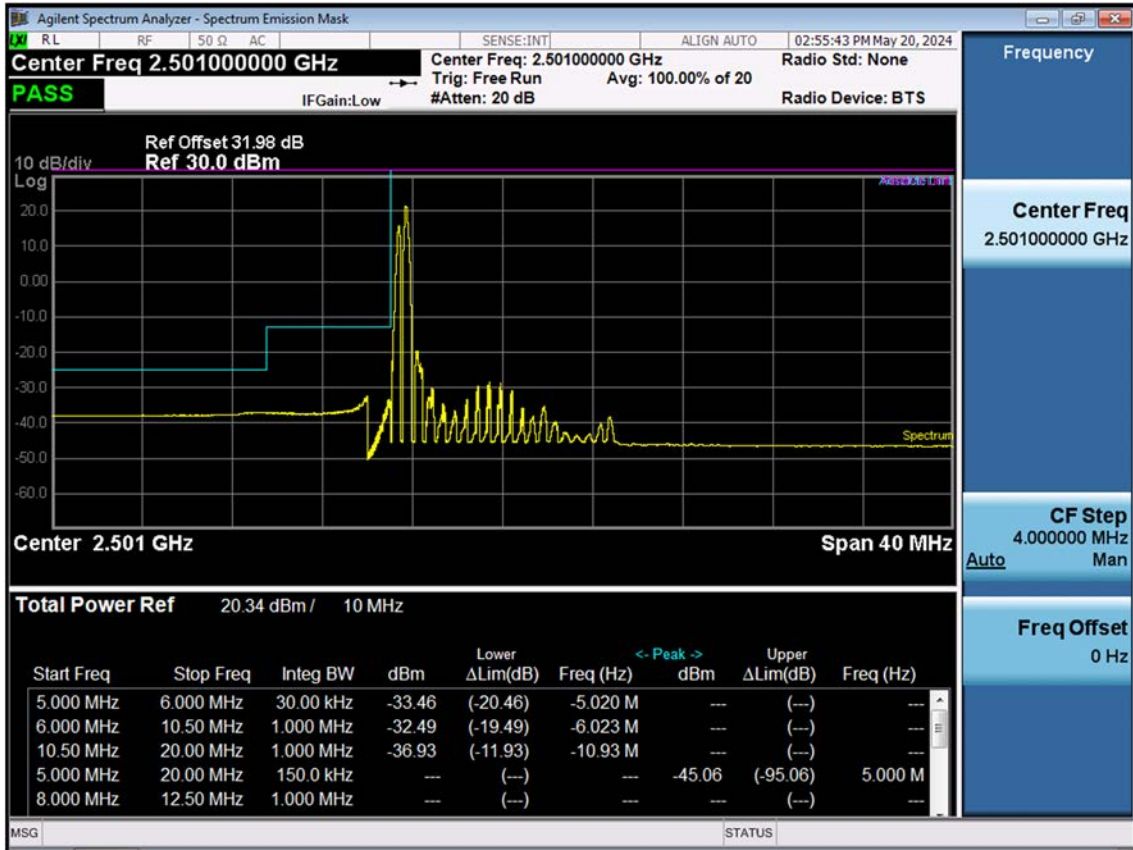 Agilent Spectrum Analyzer - Spectrum Emission Mask
LXI RL RF 50 Ω AC SENSE:INT ALIGN AUTO 02:55:43 PM May 20, 2024
Center Freq 2.501000000 GHz
Center Freq: 2.501000000 GHz Radio Std: None
Trig: Free Run Avg: 100.00% of 20
PASS
IFGain:Low #Atten: 20 dB Radio Device: BTS
Ref Offset 31.98 dB
10 dB/div Ref 30.0 dBm
Log
20.0
10.0
0.00
-10.0
-20.0
-30.0
-40.0
-50.0
-60.0
Spectrum
Center 2.501 GHz Span 40 MHz
Total Power Ref 20.34 dBm / 10 MHz
Lower <- Peak -> Upper
Start Freq Stop Freq Integ BW dBm ΔLim(dB) Freq (Hz) dBm ΔLim(dB) Freq (Hz)
5.000 MHz 6.000 MHz 30.00 kHz -33.46 (-20.46) -5.020 M --- (---) ---
6.000 MHz 10.50 MHz 1.000 MHz -32.49 (-19.49) -6.023 M --- (---) ---
10.50 MHz 20.00 MHz 1.000 MHz -36.93 (-11.93) -10.93 M --- (---) ---
5.000 MHz 20.00 MHz 150.0 kHz --- (---) --- -45.06 (-95.06) 5.000 M
8.000 MHz 12.50 MHz 1.000 MHz --- (---) --- --- (---) ---
MSG STATUS
Frequency
Center Freq
2.501000000 GHz
CF Step
4.000000 MHz
Auto Man
Freq Offset
0 Hz